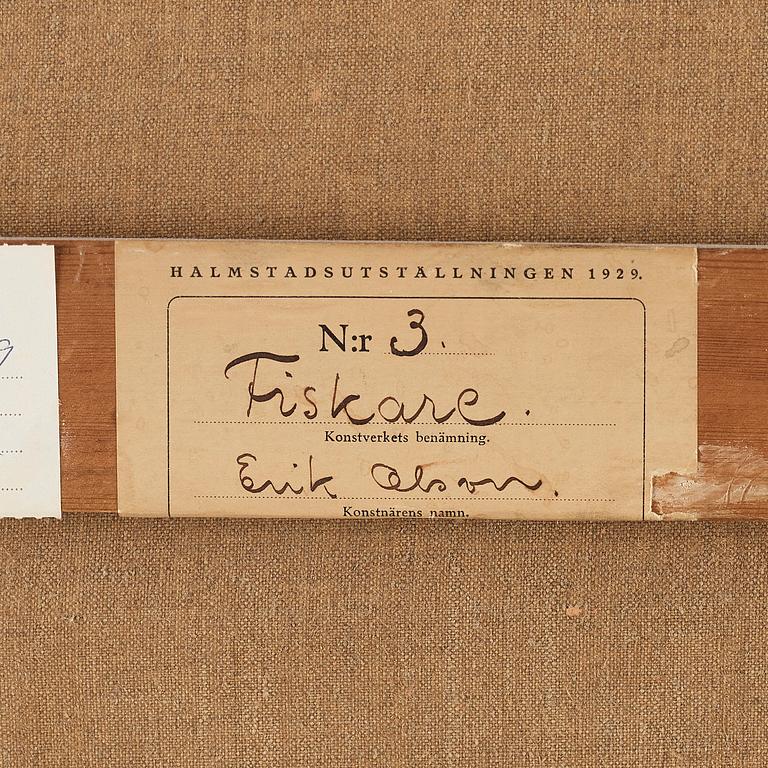 HALMSTADSUTSTÄLLNINGEN 1929.
N:r 3.
Fiskare.
Konstverkets benämning.
Erik Olson.
Konstnärens namn.